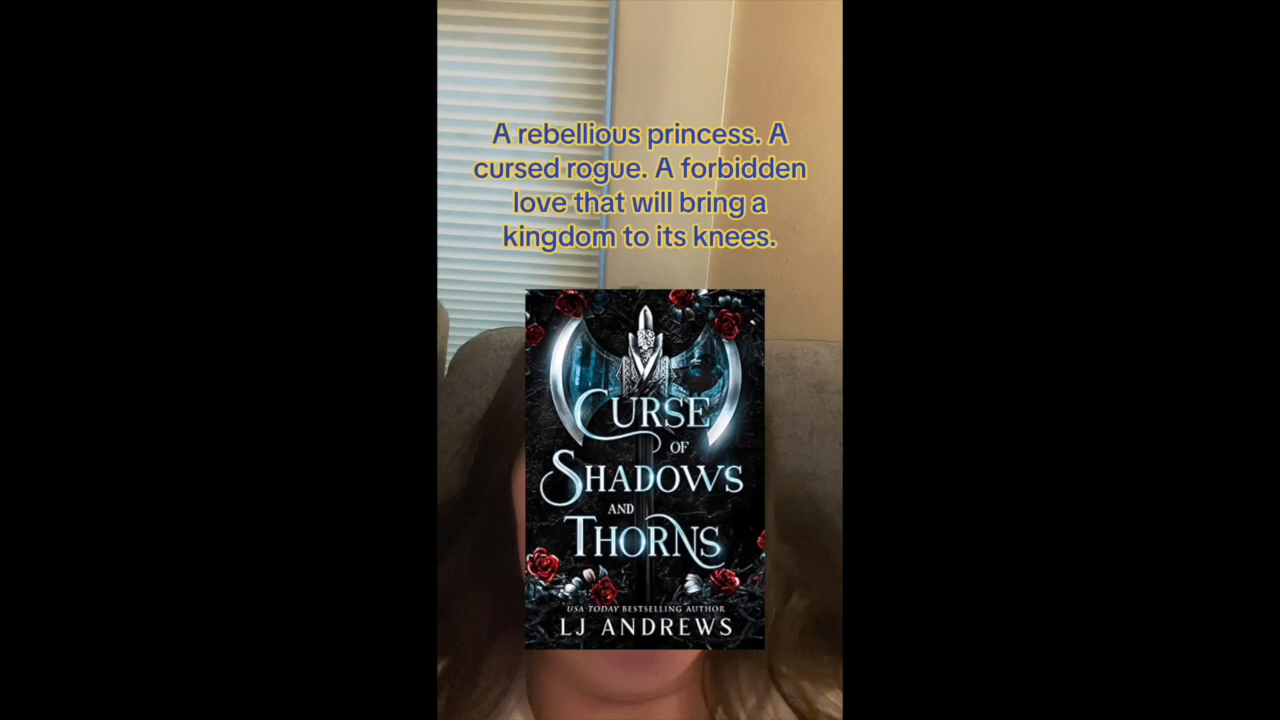 A rebellious princess. A
cursed rogue. A forbidden
love that will bring a
kingdom to its knees.
CURSE
OF
SHADOWS
AND
THORNS
USA TODAY BESTSELLING AUTHOR
LJ ANDREWS